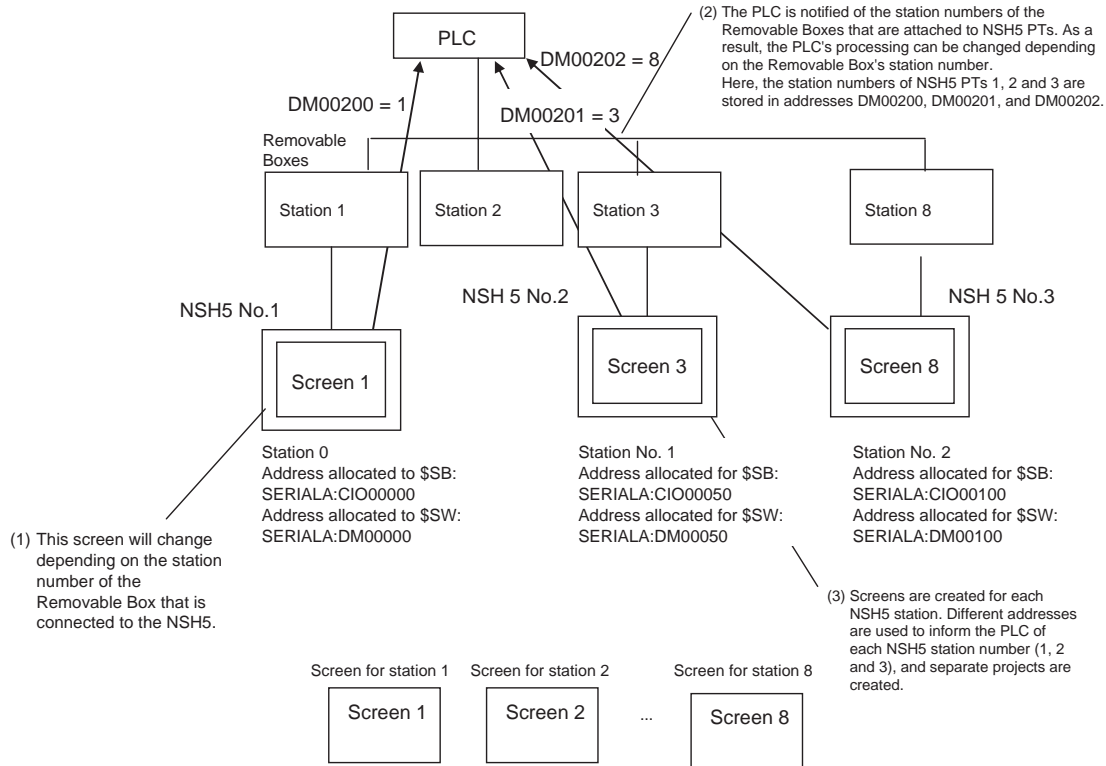 PLC
DM00202 = 8
DM00200 = 1
DM00201 = 3
(2) The PLC is notified of the station numbers of the
Removable Boxes that are attached to NSH5 PTs. As a
result, the PLC's processing can be changed depending
on the Removable Box's station number.
Here, the station numbers of NSH5 PTs 1, 2 and 3 are
stored in addresses DM00200, DM00201, and DM00202.
Removable
Boxes
Station 1
Station 2
Station 3
Station 8
NSH5 No.1
NSH 5 No.2
NSH 5 No.3
Screen 1
Screen 3
Screen 8
Station 0
Address allocated to $SB:
SERIALA:CIO00000
Address allocated to $SW:
SERIALA:DM00000
Station No. 1
Address allocated for $SB:
SERIALA:CIO00050
Address allocated for $SW:
SERIALA:DM00050
Station No. 2
Address allocated for $SB:
SERIALA:CIO00100
Address allocated for $SW:
SERIALA:DM00100
(1) This screen will change
depending on the station
number of the
Removable Box that is
connected to the NSH5.
(3) Screens are created for each
NSH5 station. Different addresses
are used to inform the PLC of
each NSH5 station number (1, 2
and 3), and separate projects are
created.
Screen for station 1
Screen for station 2
Screen for station 8
Screen 1
Screen 2
...
Screen 8